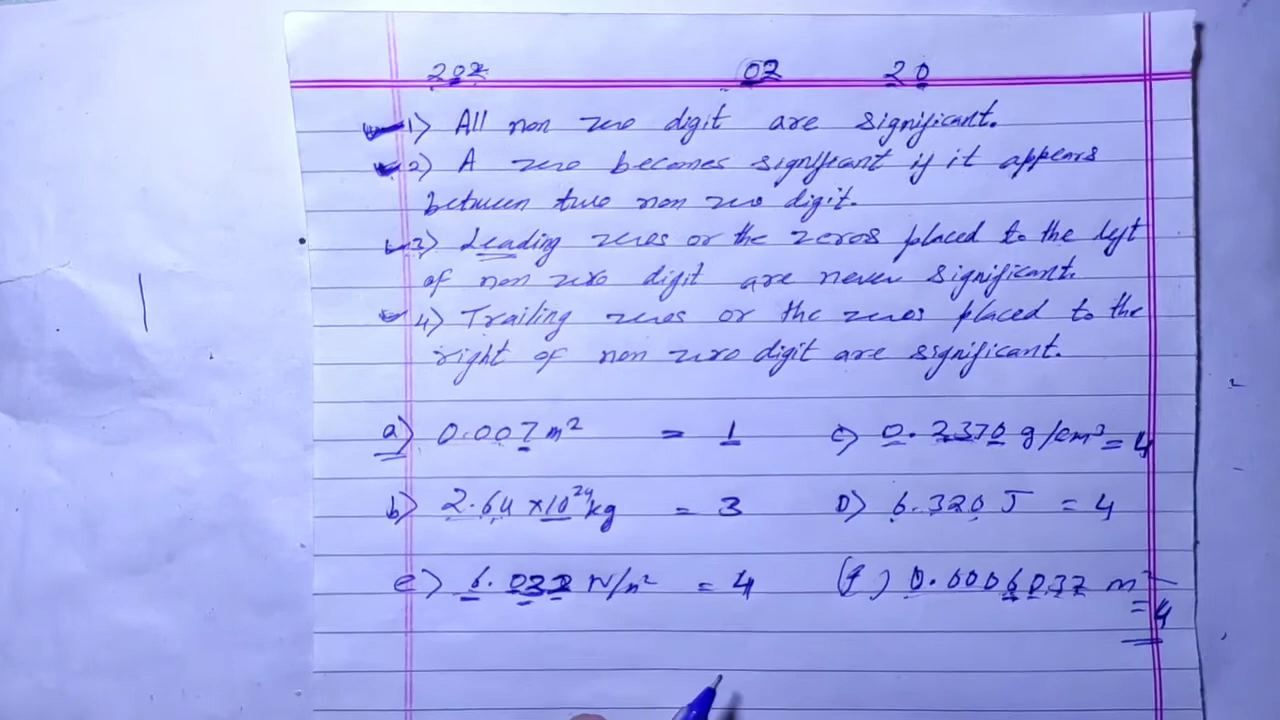 202 02 20
1) All non zero digit are significant.
2) A zero becomes significant if it appears
between two non zero digit.
3) Leading zeros or the zeros placed to the left
of non zero digit are never significant.
4) Trailing zeros or the zeros placed to the
right of non zero digit are significant.
a) 0.007 m² = 1 c) 0.2370 g/cm³ = 4
b) 2.64 × 10²⁴ kg = 3 D) 6.320 J = 4
e) 6.032 N/m² = 4 (f) 0.0006032 m² = 4